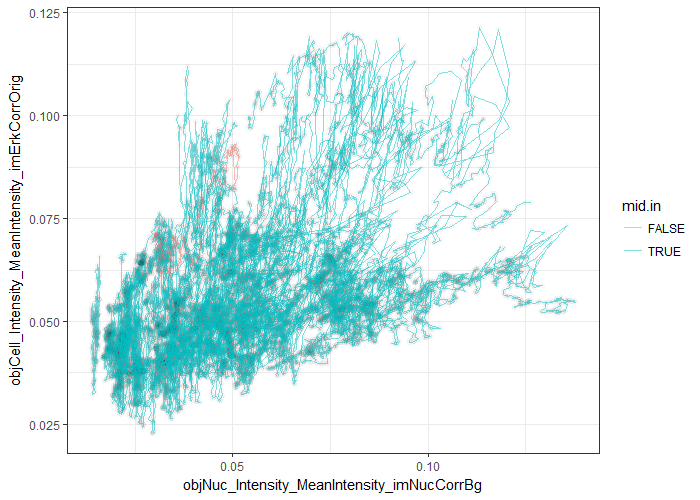 0.125
0.100
0.075
0.050
0.025
objCell_Intensity_MeanIntensity_imErkCorrOrig
0.05
0.10
objNuc_Intensity_MeanIntensity_imNucCorrBg
mid.in
FALSE
TRUE